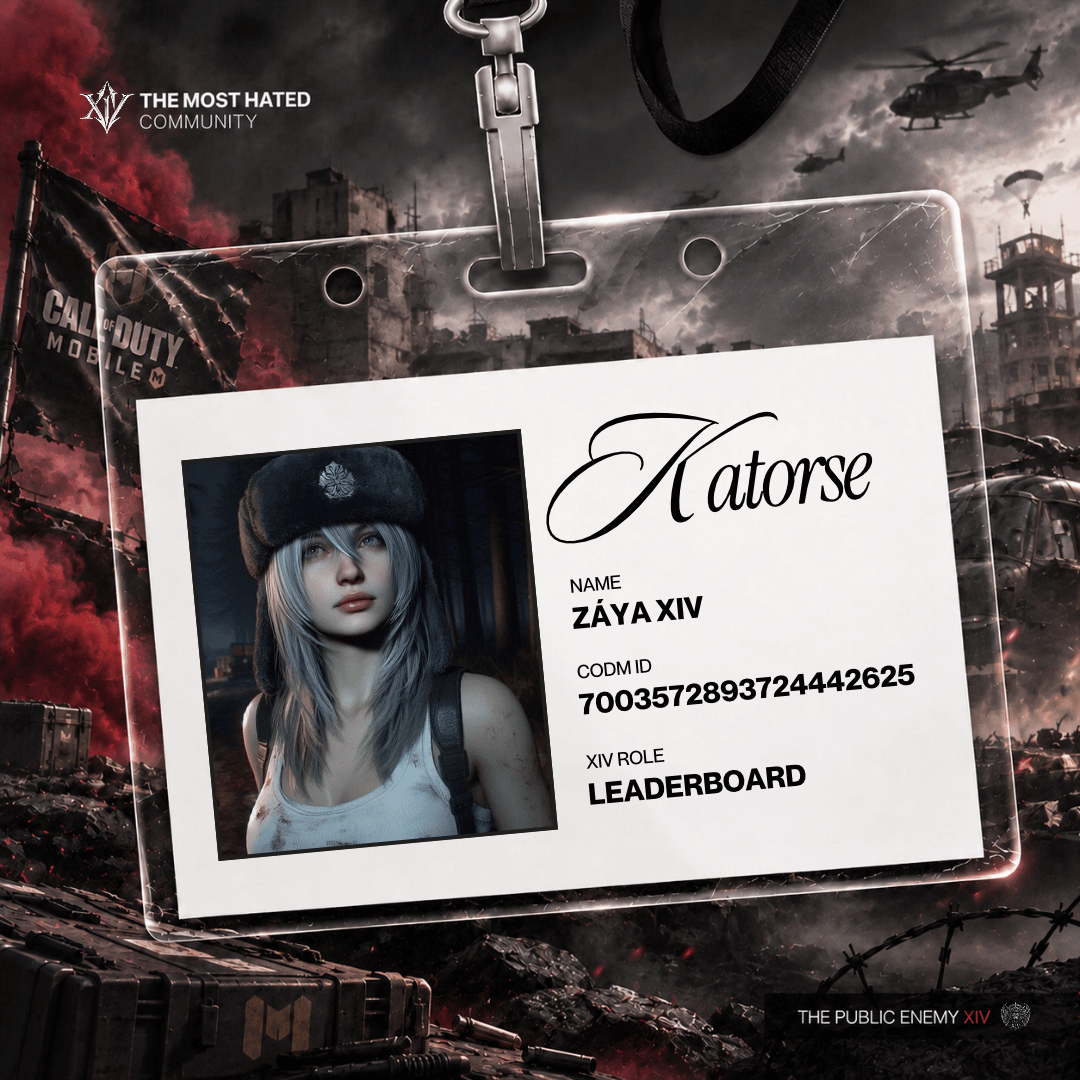 XIV THE MOST HATED
COMMUNITY
CALL OF DUTY
MOBILE
Katorse
NAME
ZÁYA XIV
CODM ID
7003572893724442625
XIV ROLE
LEADERBOARD
THE PUBLIC ENEMY XIV